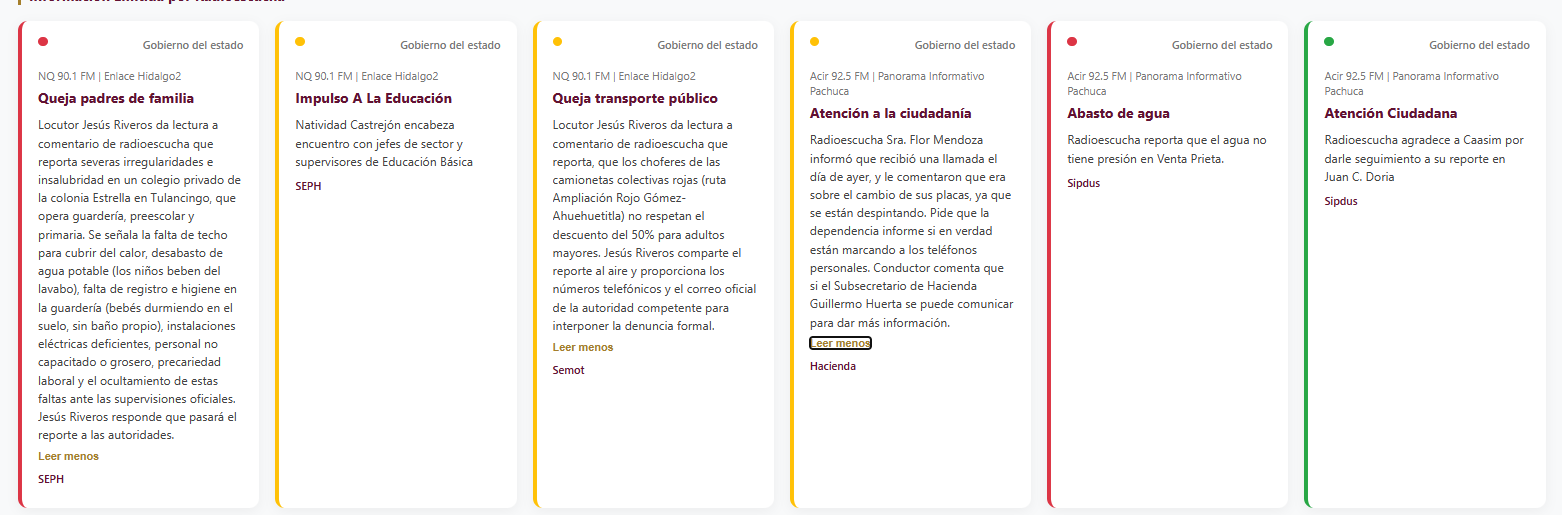 Gobierno del estado
NQ 90.1 FM | Enlace Hidalgo2
Queja padres de familia
Locutor Jesús Riveros da lectura a
comentario de radioescucha que
reporta severas irregularidades e
insalubridad en un colegio privado de
la colonia Estrella en Tulancingo, que
opera guardería, preescolar y
primaria. Se señala la falta de techo
para cubrir del calor, desabasto de
agua potable (los niños beben del
lavabo), falta de registro e higiene en
la guardería (bebés durmiendo en el
suelo, sin baño propio), instalaciones
eléctricas deficientes, personal no
capacitado o grosero, precariedad
laboral y el ocultamiento de estas
faltas ante las supervisiones oficiales.
Jesús Riveros responde que pasará el
reporte a las autoridades.
Leer menos
SEPH
Gobierno del estado
NQ 90.1 FM | Enlace Hidalgo2
Impulso A La Educación
Natividad Castrejón encabeza
encuentro con jefes de sector y
supervisores de Educación Básica
SEPH
Gobierno del estado
NQ 90.1 FM | Enlace Hidalgo2
Queja transporte público
Locutor Jesús Riveros da lectura a
comentario de radioescucha que
reporta, que los choferes de las
camionetas colectivas rojas (ruta
Ampliación Rojo Gómez-
Ahuehuetitla) no respetan el
descuento del 50% para adultos
mayores. Jesús Riveros comparte el
reporte al aire y proporciona los
números telefónicos y el correo oficial
de la autoridad competente para
interponer la denuncia formal.
Leer menos
Semot
Gobierno del estado
Acir 92.5 FM | Panorama Informativo
Pachuca
Atención a la ciudadanía
Radioescucha Sra. Flor Mendoza
informó que recibió una llamada el
día de ayer, y le comentaron que era
sobre el cambio de sus placas, ya que
se están despintando. Pide que la
dependencia informe si en verdad
están marcando a los teléfonos
personales. Conductor comenta que
si el Subsecretario de Hacienda
Guillermo Huerta se puede comunicar
para dar más información.
Leer menos
Hacienda
Gobierno del estado
Acir 92.5 FM | Panorama Informativo
Pachuca
Abasto de agua
Radioescucha reporta que el agua no
tiene presión en Venta Prieta.
Sipdus
Gobierno del estado
Acir 92.5 FM | Panorama Informativo
Pachuca
Atención Ciudadana
Radioescucha agradece a Caasim por
darle seguimiento a su reporte en
Juan C. Doria
Sipdus